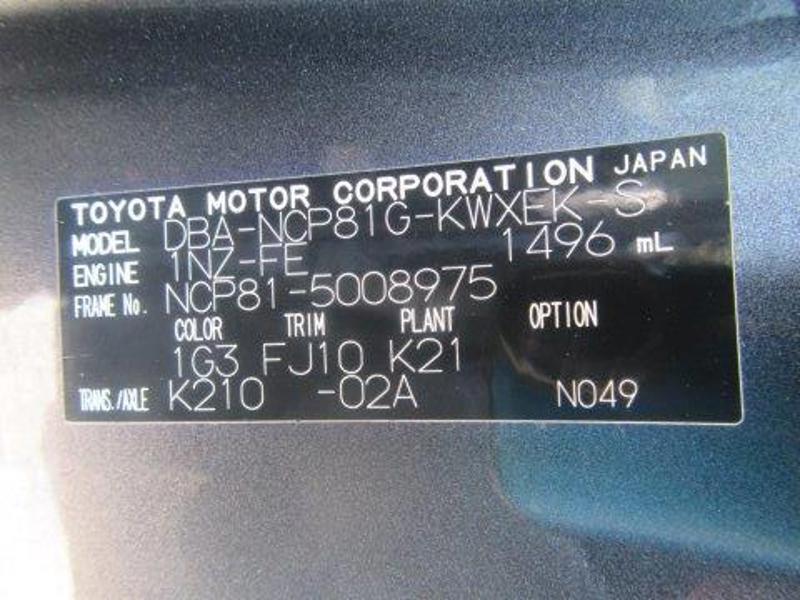 TOYOTA MOTOR CORPORATION JAPAN
MODEL DBA-NCP81G-KWXEK-S
ENGINE 1NZ-FE 1496 mL
FRAME No. NCP81-5008975
COLOR TRIM PLANT OPTION
1G3 FJ10 K21
TRANS./AXLE K210 -02A N049